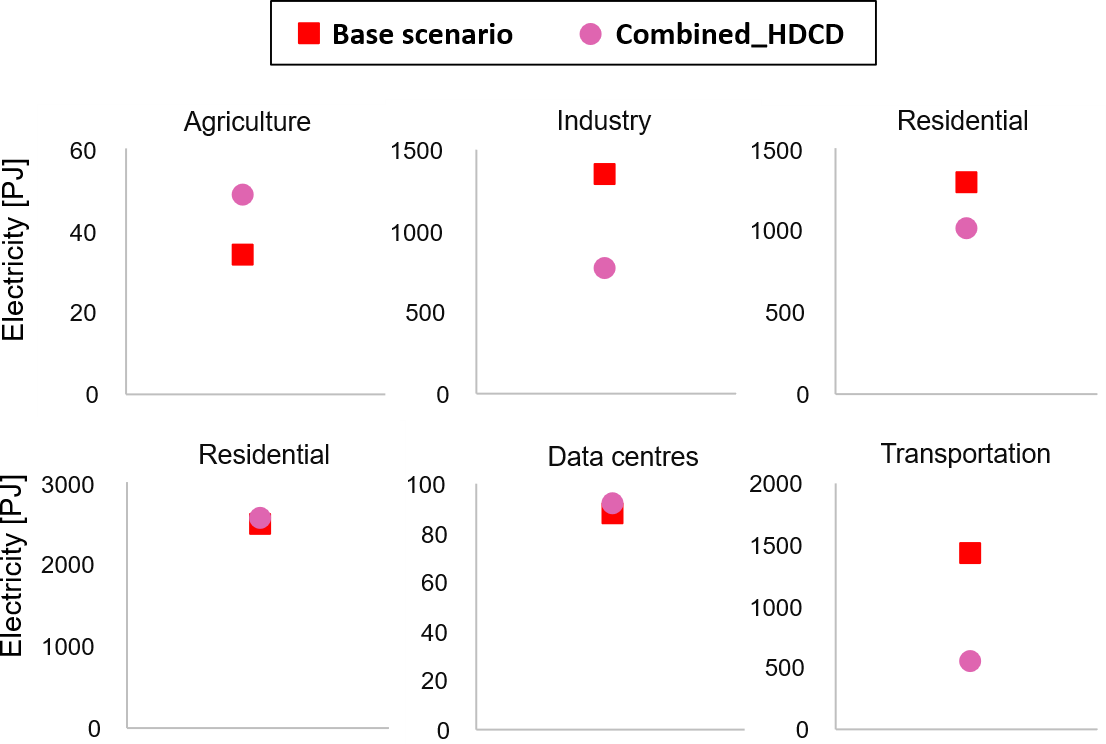 Base scenario
Combined_HDCD
Agriculture
Industry
Residential
Electricity [PJ]
60
40
20
0
1500
1000
500
0
1500
1000
500
0
Residential
Data centres
Transportation
Electricity [PJ]
3000
2000
1000
0
100
80
60
40
20
0
2000
1500
1000
500
0